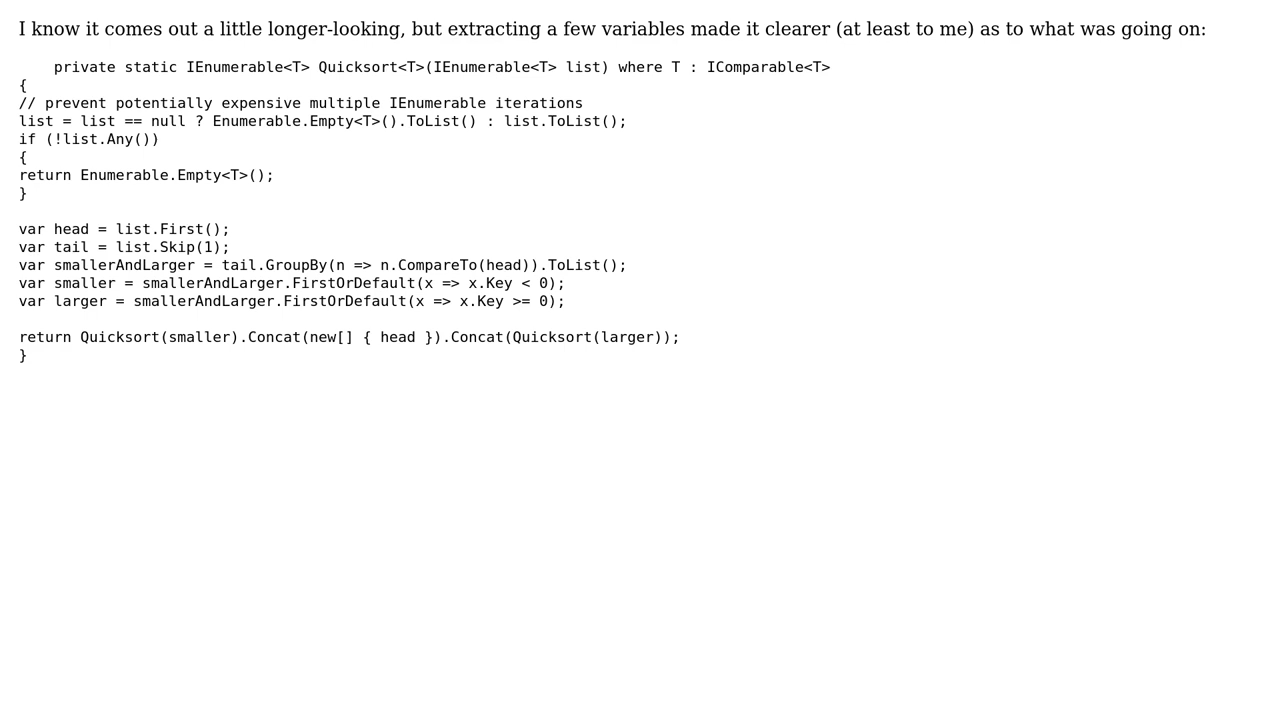 I know it comes out a little longer-looking, but extracting a few variables made it clearer (at least to me) as to what was going on:
    private static IEnumerable<T> Quicksort<T>(IEnumerable<T> list) where T : IComparable<T>
{
// prevent potentially expensive multiple IEnumerable iterations
list = list == null ? Enumerable.Empty<T>().ToList() : list.ToList();
if (!list.Any())
{
return Enumerable.Empty<T>();
}

var head = list.First();
var tail = list.Skip(1);
var smallerAndLarger = tail.GroupBy(n => n.CompareTo(head)).ToList();
var smaller = smallerAndLarger.FirstOrDefault(x => x.Key < 0);
var larger = smallerAndLarger.FirstOrDefault(x => x.Key >= 0);

return Quicksort(smaller).Concat(new[] { head }).Concat(Quicksort(larger));
}